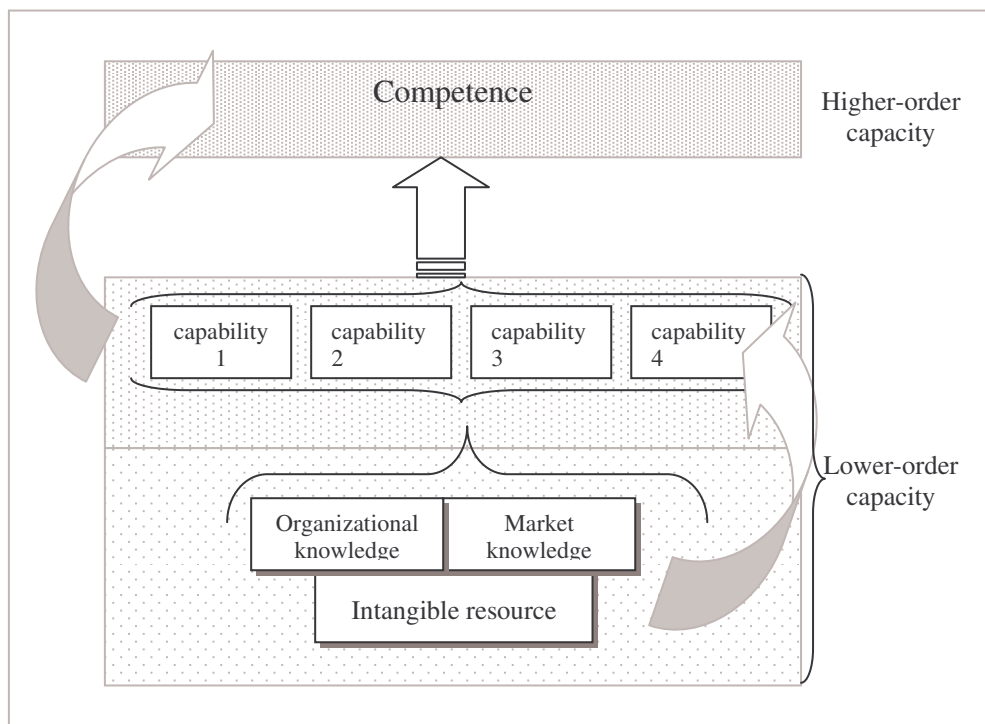 Competence
Higher-order
capacity
capability
1
capability
2
capability
3
capability
4
Lower-order
capacity
Organizational
knowledge
Market
knowledge
Intangible resource